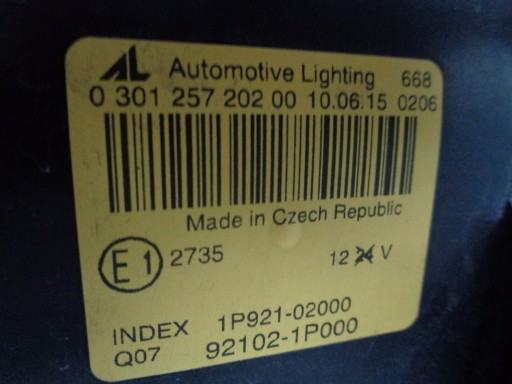 AL Automotive Lighting 668
0 301 257 202 00 10.06.15 0206
Made in Czech Republic
E1 2735 12 24 V
INDEX 1P921-02000
Q07 92102-1P000